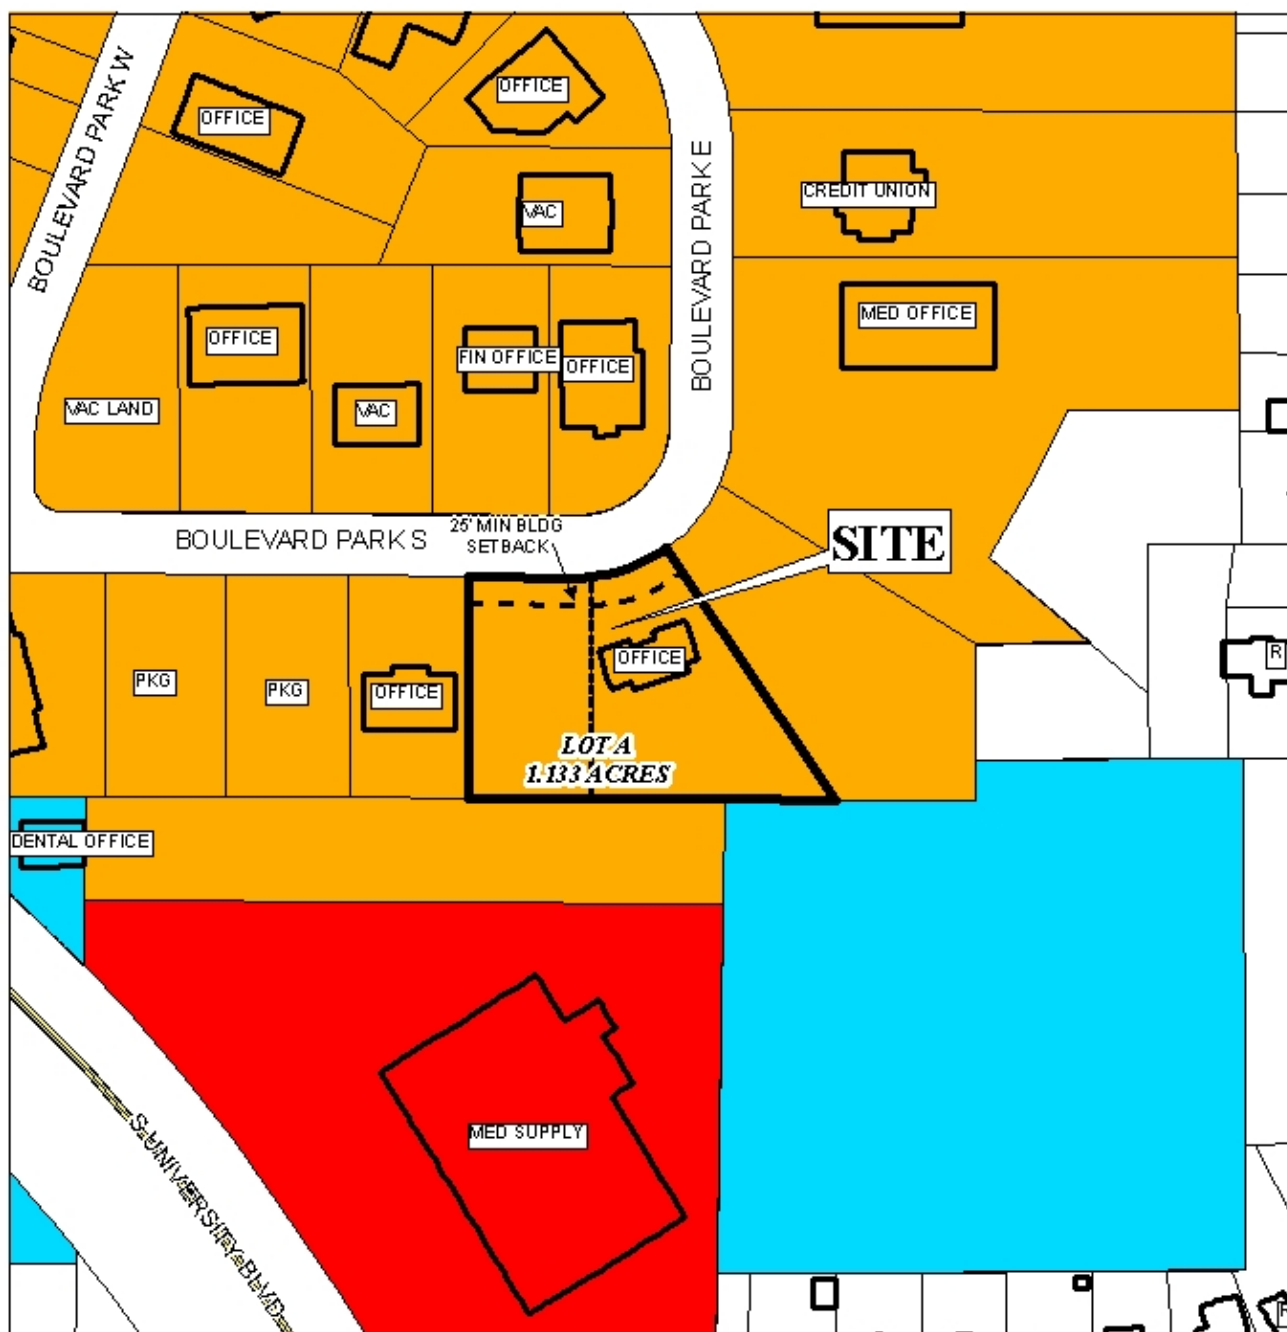 BOULEVARD PARK W
OFFICE
OFFICE
VAC
BOULEVARD PARK E
CREDIT UNION
MED OFFICE
OFFICE
FIN OFFICE
OFFICE
VAC LAND
VAC
BOULEVARD PARK S
25' MIN BLDG
SETBACK
SITE
OFFICE
R
PKG
PKG
OFFICE
LOT A
1.133 ACRES
DENTAL OFFICE
MED SUPPLY
S UNIVERSITY BLVD